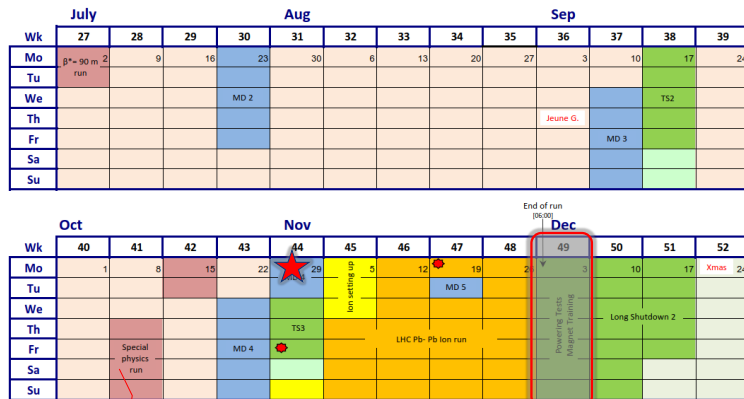 July Aug Sep
Wk 27 28 29 30 31 32 33 34 35 36 37 38 39
Mo 2 9 16 23 30 6 13 20 27 3 10 17 24
β*= 90 m
run
Tu
We MD 2 TS2
Th Jeune G.
Fr MD 3
Sa
Su
End of run
[06:00]
Oct Nov Dec
Wk 40 41 42 43 44 45 46 47 48 49 50 51 52
Mo 1 8 15 22 29 5 12 19 26 3 10 17 Xmas 24
Ion setting up
Tu MD 5
We
Powering Tests
Magnet Training
Long Shutdown 2
Th TS3
LHC Pb- Pb Ion run
Fr Special MD 4
physics
run
Sa
Su